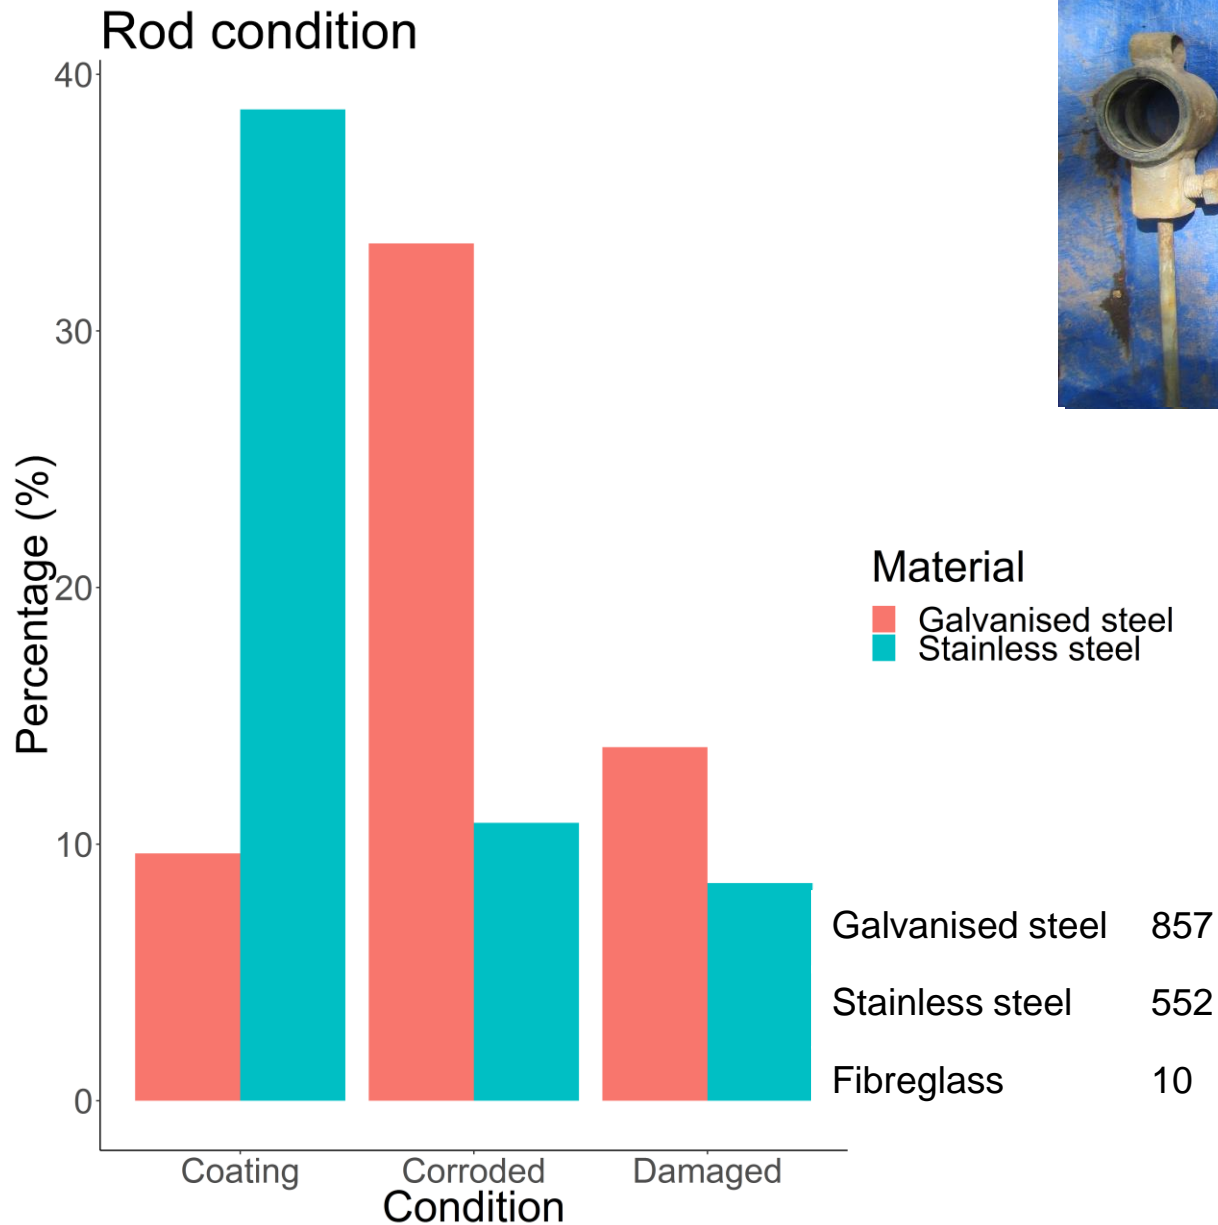 Rod condition
40
30
20
10
0
Percentage (%)
Coating Corroded Damaged
Condition
Material
Galvanised steel
Stainless steel
Galvanised steel 857
Stainless steel 552
Fibreglass 10